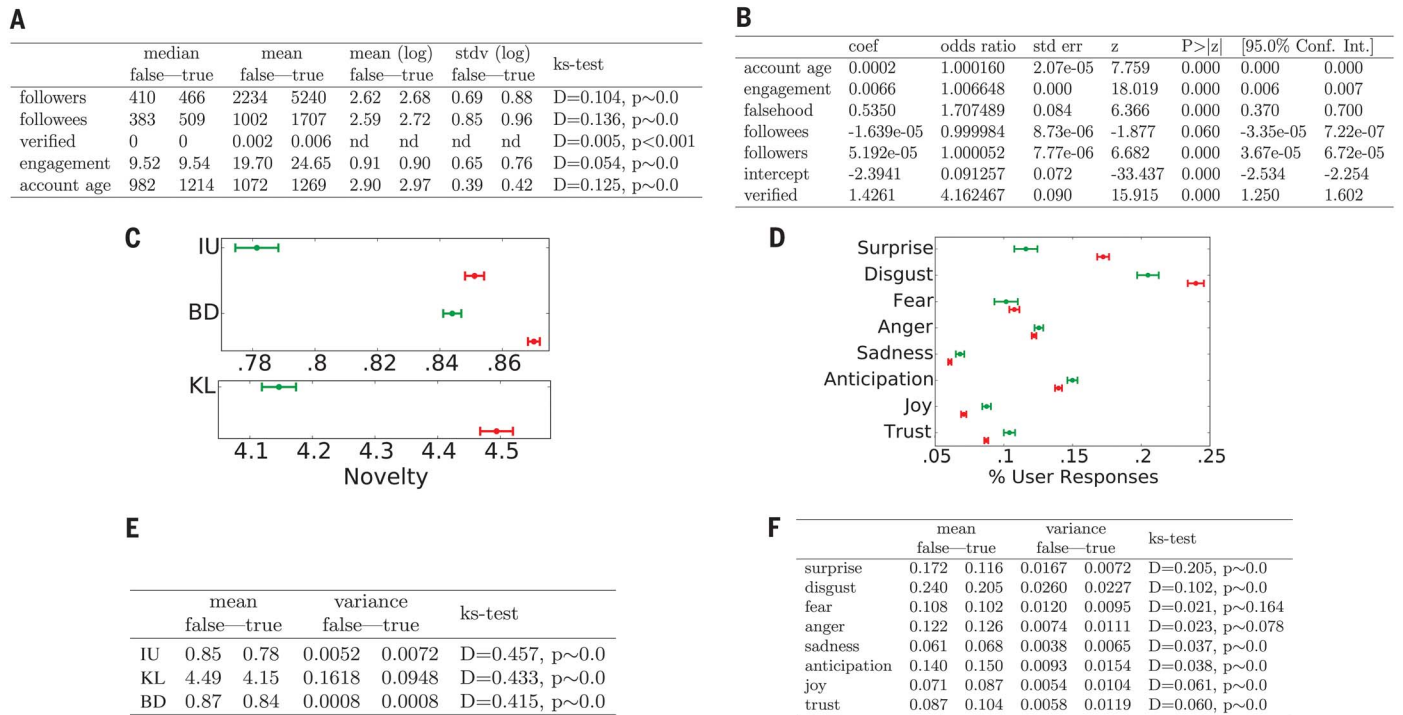 A
median mean mean (log) stdv (log) ks-test
false—true false—true false—true false—true
followers 410 466 2234 5240 2.62 2.68 0.69 0.88 D=0.104, p∼0.0
followees 383 509 1002 1707 2.59 2.72 0.85 0.96 D=0.136, p∼0.0
verified 0 0 0.002 0.006 nd nd nd nd D=0.005, p<0.001
engagement 9.52 9.54 19.70 24.65 0.91 0.90 0.65 0.76 D=0.054, p∼0.0
account age 982 1214 1072 1269 2.90 2.97 0.39 0.42 D=0.125, p∼0.0
B
coef odds ratio std err z P>|z| [95.0% Conf. Int.]
account age 0.0002 1.000160 2.07e-05 7.759 0.000 0.000 0.000
engagement 0.0066 1.006648 0.000 18.019 0.000 0.006 0.007
falsehood 0.5350 1.707489 0.084 6.366 0.000 0.370 0.700
followees -1.639e-05 0.999984 8.73e-06 -1.877 0.060 -3.35e-05 7.22e-07
followers 5.192e-05 1.000052 7.77e-06 6.682 0.000 3.67e-05 6.72e-05
intercept -2.3941 0.091257 0.072 -33.437 0.000 -2.534 -2.254
verified 1.4261 4.162467 0.090 15.915 0.000 1.250 1.602
C
IU
BD
.78 .8 .82 .84 .86
KL
4.1 4.2 4.3 4.4 4.5
Novelty
D
Surprise
Disgust
Fear
Anger
Sadness
Anticipation
Joy
Trust
.05 .1 .15 .2 .25
% User Responses
E
mean variance ks-test
false—true false—true
IU 0.85 0.78 0.0052 0.0072 D=0.457, p∼0.0
KL 4.49 4.15 0.1618 0.0948 D=0.433, p∼0.0
BD 0.87 0.84 0.0008 0.0008 D=0.415, p∼0.0
F
mean variance ks-test
false—true false—true
surprise 0.172 0.116 0.0167 0.0072 D=0.205, p∼0.0
disgust 0.240 0.205 0.0260 0.0227 D=0.102, p∼0.0
fear 0.108 0.102 0.0120 0.0095 D=0.021, p∼0.164
anger 0.122 0.126 0.0074 0.0111 D=0.023, p∼0.078
sadness 0.061 0.068 0.0038 0.0065 D=0.037, p∼0.0
anticipation 0.140 0.150 0.0093 0.0154 D=0.038, p∼0.0
joy 0.071 0.087 0.0054 0.0104 D=0.061, p∼0.0
trust 0.087 0.104 0.0058 0.0119 D=0.060, p∼0.0